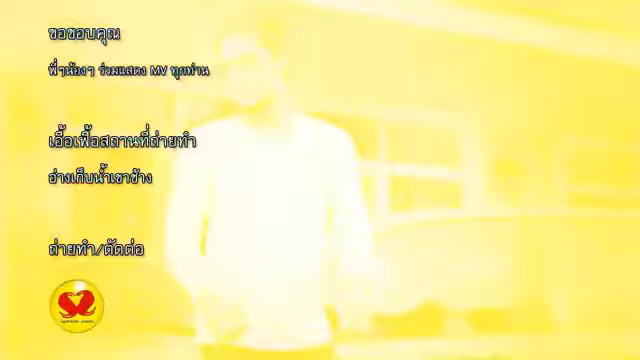 ขอขอบคุณ
พี่ๆน้องๆ ร่วมแสดง MV ทุกท่าน
เอื้อเฟื้อสถานที่ถ่ายทำ
อ่างเก็บน้ำเขาช้าง
ถ่ายทำ/ตัดต่อ